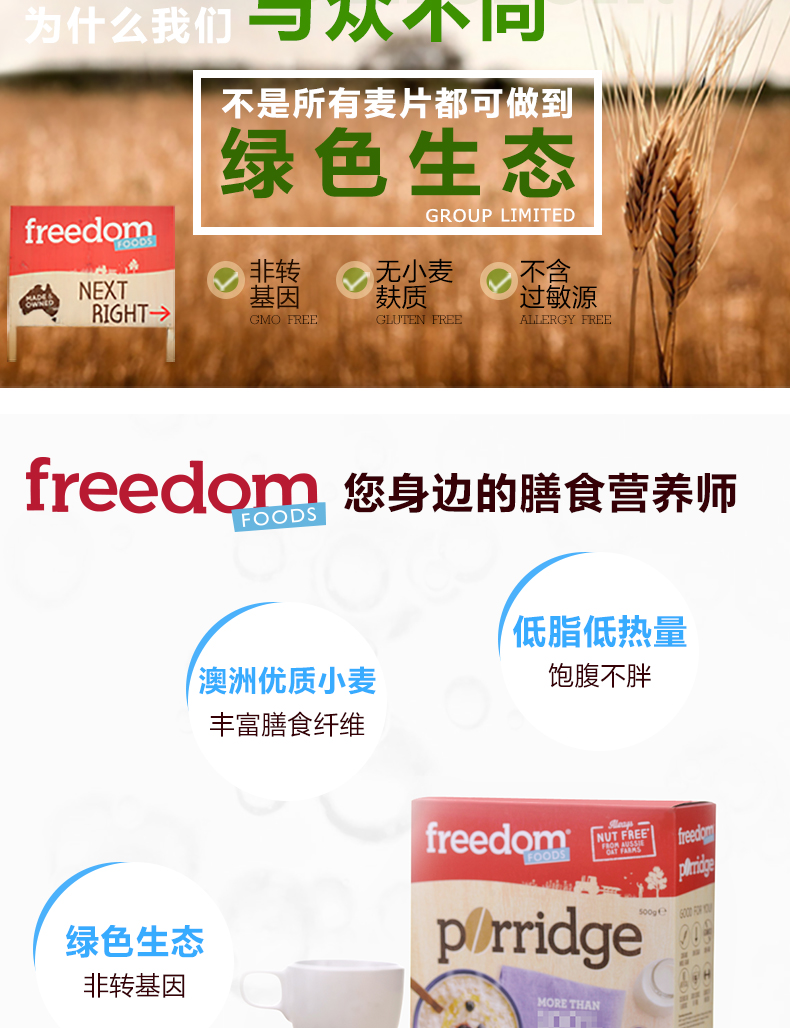 为什么我们与众不同
不是所有麦片都可做到
绿色生态
GROUP LIMITED
freedom
FOODS
MADE &
OWNED
NEXT
RIGHT
非转
基因
GMO FREE
无小麦
麸质
GLUTEN FREE
不含
过敏源
ALLERGY FREE
freedom
FOODS
您身边的膳食营养师
低脂低热量
饱腹不胖
澳洲优质小麦
丰富膳食纤维
绿色生态
非转基因
freedom®
FOODS
Always
NUT FREE
FROM AUSSIE
OAT FARMS
500g e
porridge
MORE THAN
freedom
porridge
GOOD FOR YOU